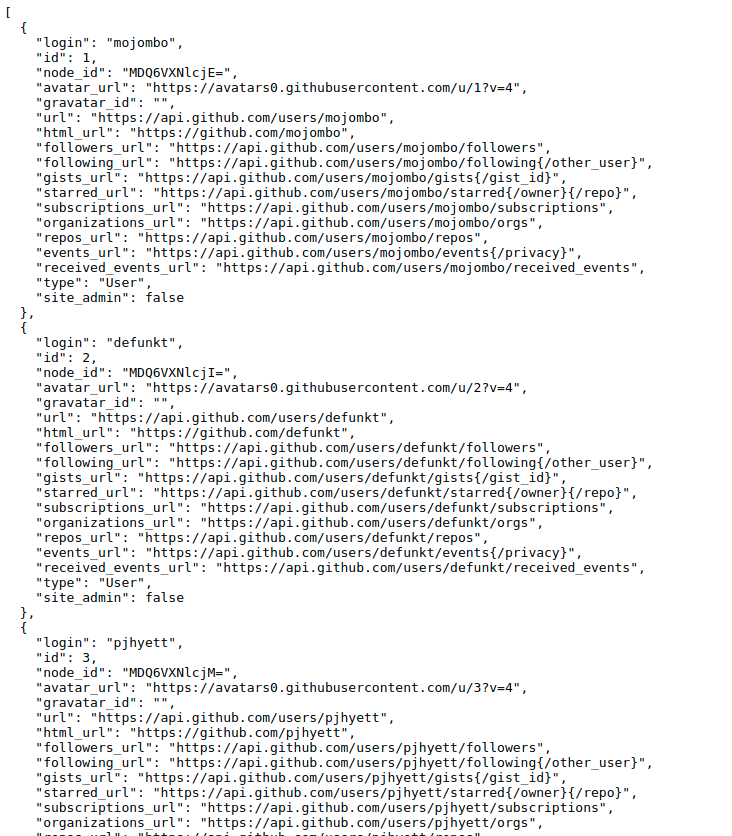 [
  {
    "login": "mojombo",
    "id": 1,
    "node_id": "MDQ6VXNlcjE=",
    "avatar_url": "https://avatars0.githubusercontent.com/u/1?v=4",
    "gravatar_id": "",
    "url": "https://api.github.com/users/mojombo",
    "html_url": "https://github.com/mojombo",
    "followers_url": "https://api.github.com/users/mojombo/followers",
    "following_url": "https://api.github.com/users/mojombo/following{/other_user}",
    "gists_url": "https://api.github.com/users/mojombo/gists{/gist_id}",
    "starred_url": "https://api.github.com/users/mojombo/starred{/owner}{/repo}",
    "subscriptions_url": "https://api.github.com/users/mojombo/subscriptions",
    "organizations_url": "https://api.github.com/users/mojombo/orgs",
    "repos_url": "https://api.github.com/users/mojombo/repos",
    "events_url": "https://api.github.com/users/mojombo/events{/privacy}",
    "received_events_url": "https://api.github.com/users/mojombo/received_events",
    "type": "User",
    "site_admin": false
  },
  {
    "login": "defunkt",
    "id": 2,
    "node_id": "MDQ6VXNlcjI=",
    "avatar_url": "https://avatars0.githubusercontent.com/u/2?v=4",
    "gravatar_id": "",
    "url": "https://api.github.com/users/defunkt",
    "html_url": "https://github.com/defunkt",
    "followers_url": "https://api.github.com/users/defunkt/followers",
    "following_url": "https://api.github.com/users/defunkt/following{/other_user}",
    "gists_url": "https://api.github.com/users/defunkt/gists{/gist_id}",
    "starred_url": "https://api.github.com/users/defunkt/starred{/owner}{/repo}",
    "subscriptions_url": "https://api.github.com/users/defunkt/subscriptions",
    "organizations_url": "https://api.github.com/users/defunkt/orgs",
    "repos_url": "https://api.github.com/users/defunkt/repos",
    "events_url": "https://api.github.com/users/defunkt/events{/privacy}",
    "received_events_url": "https://api.github.com/users/defunkt/received_events",
    "type": "User",
    "site_admin": false
  },
  {
    "login": "pjhyett",
    "id": 3,
    "node_id": "MDQ6VXNlcjM=",
    "avatar_url": "https://avatars0.githubusercontent.com/u/3?v=4",
    "gravatar_id": "",
    "url": "https://api.github.com/users/pjhyett",
    "html_url": "https://github.com/pjhyett",
    "followers_url": "https://api.github.com/users/pjhyett/followers",
    "following_url": "https://api.github.com/users/pjhyett/following{/other_user}",
    "gists_url": "https://api.github.com/users/pjhyett/gists{/gist_id}",
    "starred_url": "https://api.github.com/users/pjhyett/starred{/owner}{/repo}",
    "subscriptions_url": "https://api.github.com/users/pjhyett/subscriptions",
    "organizations_url": "https://api.github.com/users/pjhyett/orgs",